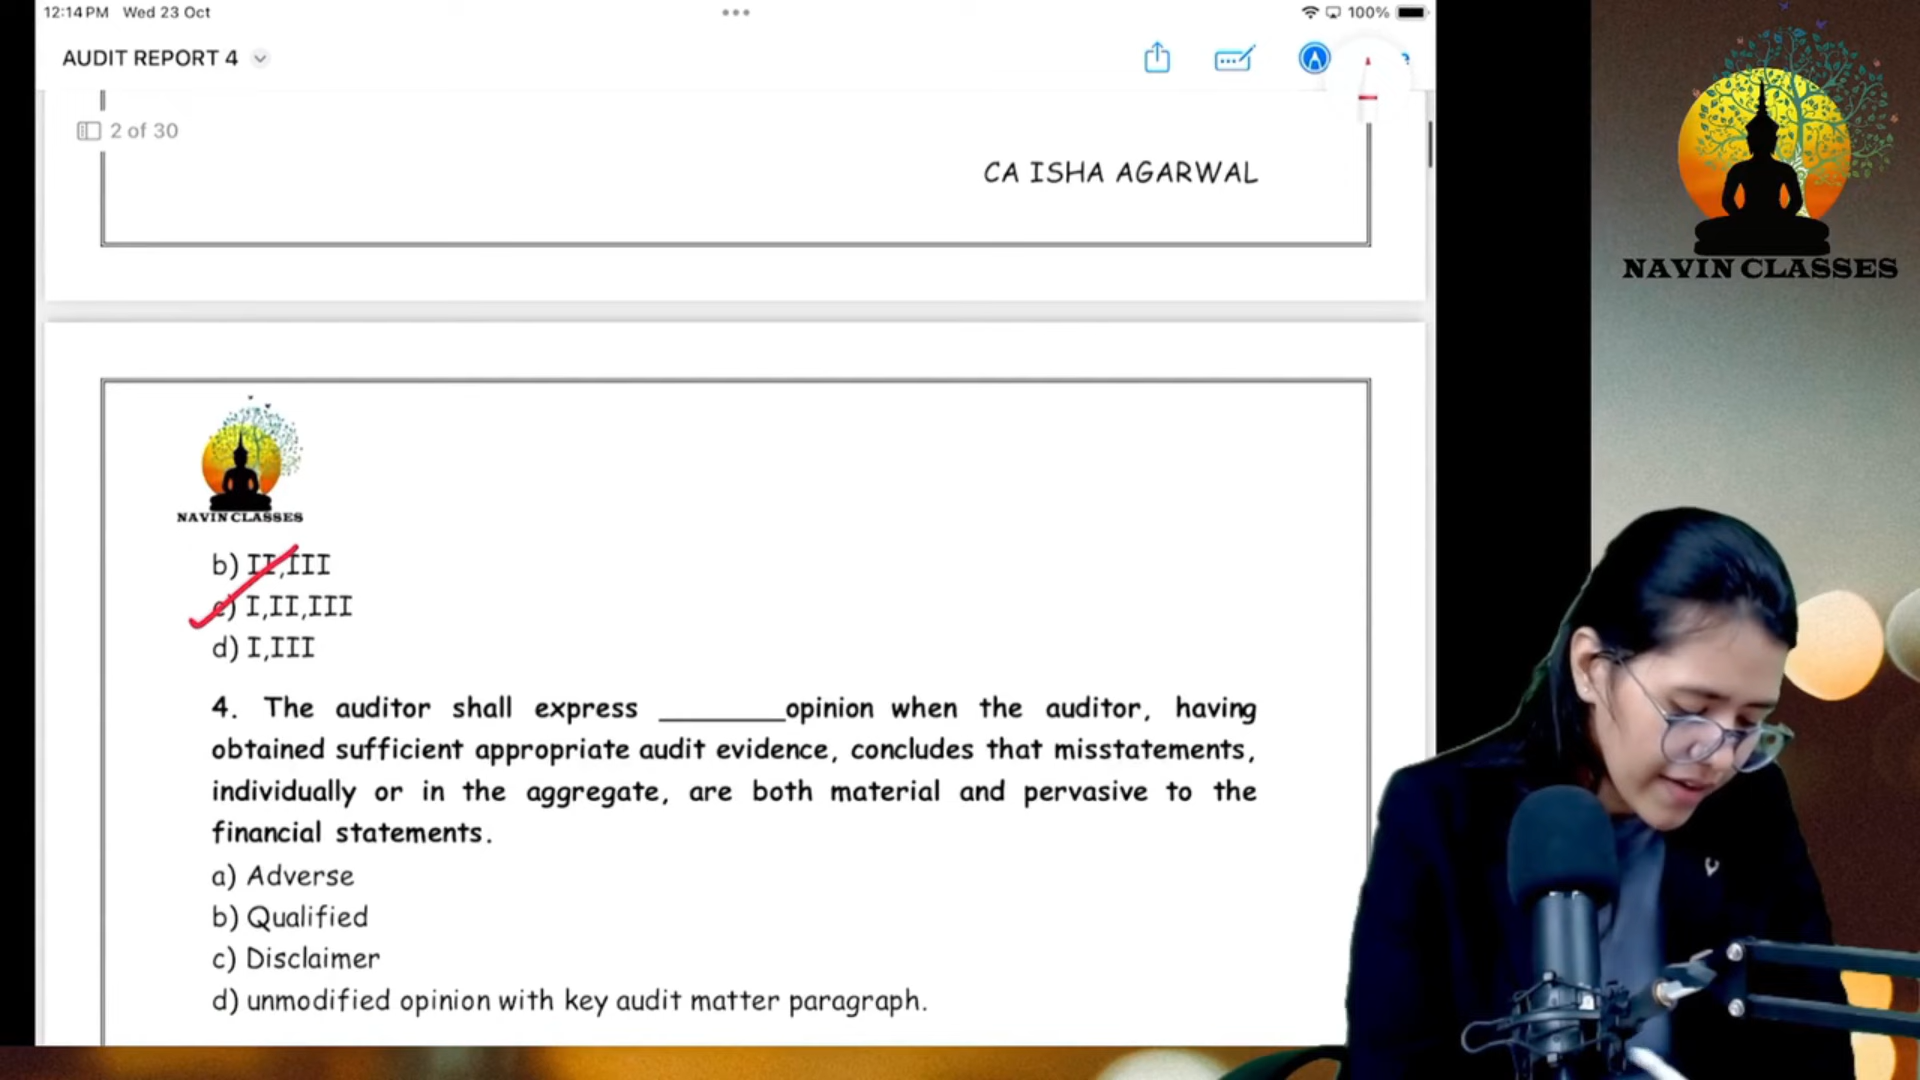 12:14 PM Wed 23 Oct
100%
AUDIT REPORT 4
2 of 30
CA ISHA AGARWAL
NAVIN CLASSES
NAVIN CLASSES
b) II,III
c) I,II,III
d) I,III
4. The auditor shall express ________opinion when the auditor, having
obtained sufficient appropriate audit evidence, concludes that misstatements,
individually or in the aggregate, are both material and pervasive to the
financial statements.
a) Adverse
b) Qualified
c) Disclaimer
d) unmodified opinion with key audit matter paragraph.